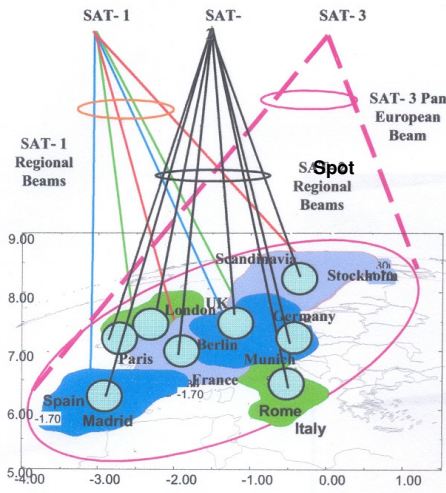 SAT- 1
SAT-
SAT- 3
SAT- 3 Pan
European
Beam
SAT- 1
Regional
Beams
Spot
Regional
Beams
9.00
Scandinavia
Stockholm
8.00
London
UK
Germany
7.00
Paris
Berlin
Munich
France
-1.70
Spain
-1.70
Madrid
Rome
6.00
Italy
5.00
-4.00
-3.00
-2.00
-1.00
0.00
1.00